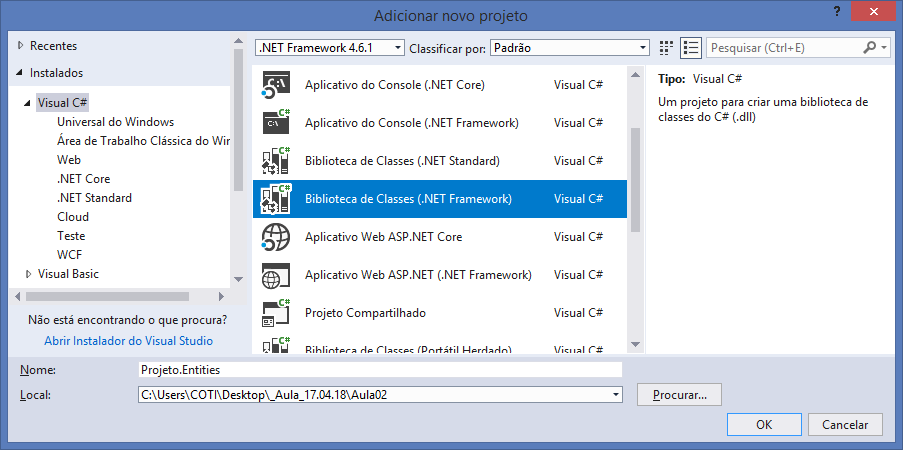 Adicionar novo projeto
?
Recentes
Instalados
Visual C#
Universal do Windows
Área de Trabalho Clássica do Win
Web
.NET Core
.NET Standard
Cloud
Teste
WCF
Visual Basic
Não está encontrando o que procura?
Abrir Instalador do Visual Studio
.NET Framework 4.6.1 Classificar por: Padrão
Pesquisar (Ctrl+E)
Aplicativo do Console (.NET Core) Visual C#
Aplicativo do Console (.NET Framework) Visual C#
Biblioteca de Classes (.NET Standard) Visual C#
Biblioteca de Classes (.NET Framework) Visual C#
Aplicativo Web ASP.NET Core Visual C#
Aplicativo Web ASP.NET (.NET Framework) Visual C#
Projeto Compartilhado Visual C#
Biblioteca de Classes (Portátil Herdado) Visual C#
Tipo: Visual C#
Um projeto para criar uma biblioteca de
classes do C# (.dll)
Nome: Projeto.Entities
Local: C:\Users\COTI\Desktop\_Aula_17.04.18\Aula02
Procurar...
OK Cancelar